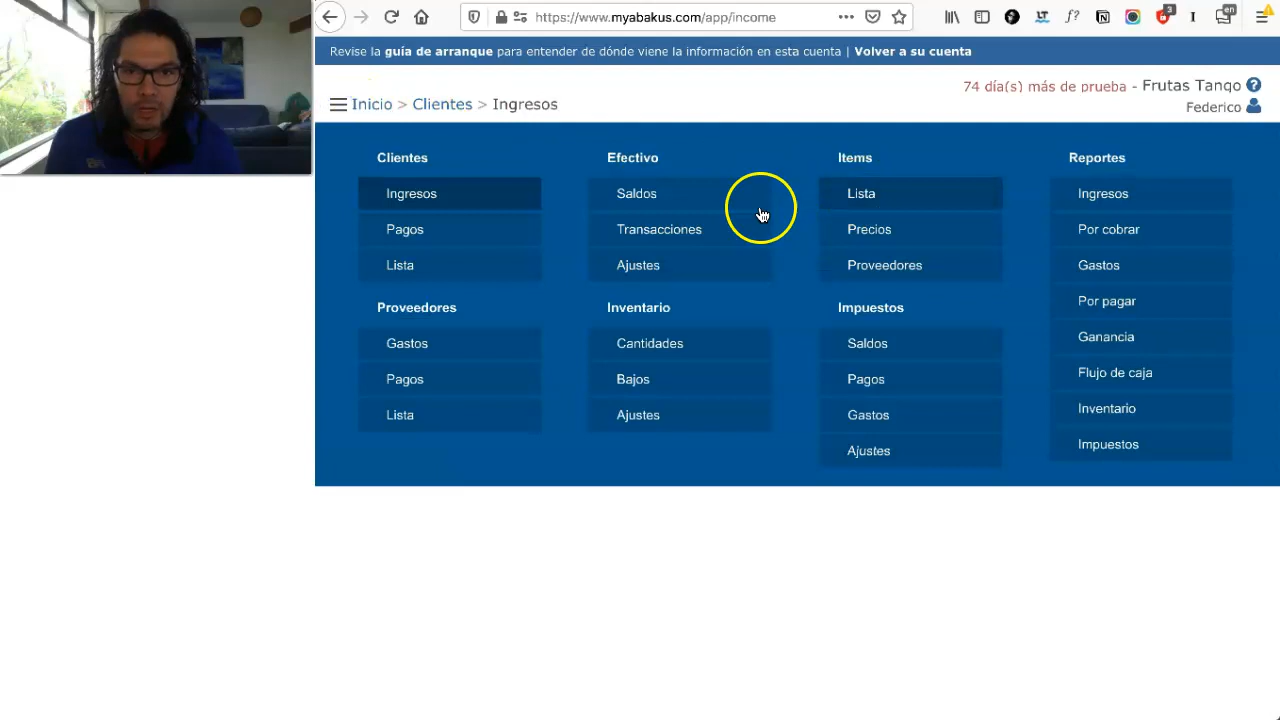 https://www.myabakus.com/app/income
3
en
Revise la guía de arranque para entender de dónde viene la información en esta cuenta | Volver a su cuenta
74 día(s) más de prueba - Frutas Tango
Inicio > Clientes > Ingresos
Federico
Clientes
Ingresos
Pagos
Lista
Proveedores
Gastos
Pagos
Lista
Efectivo
Saldos
Transacciones
Ajustes
Inventario
Cantidades
Bajos
Ajustes
Items
Lista
Precios
Proveedores
Impuestos
Saldos
Pagos
Gastos
Ajustes
Reportes
Ingresos
Por cobrar
Gastos
Por pagar
Ganancia
Flujo de caja
Inventario
Impuestos